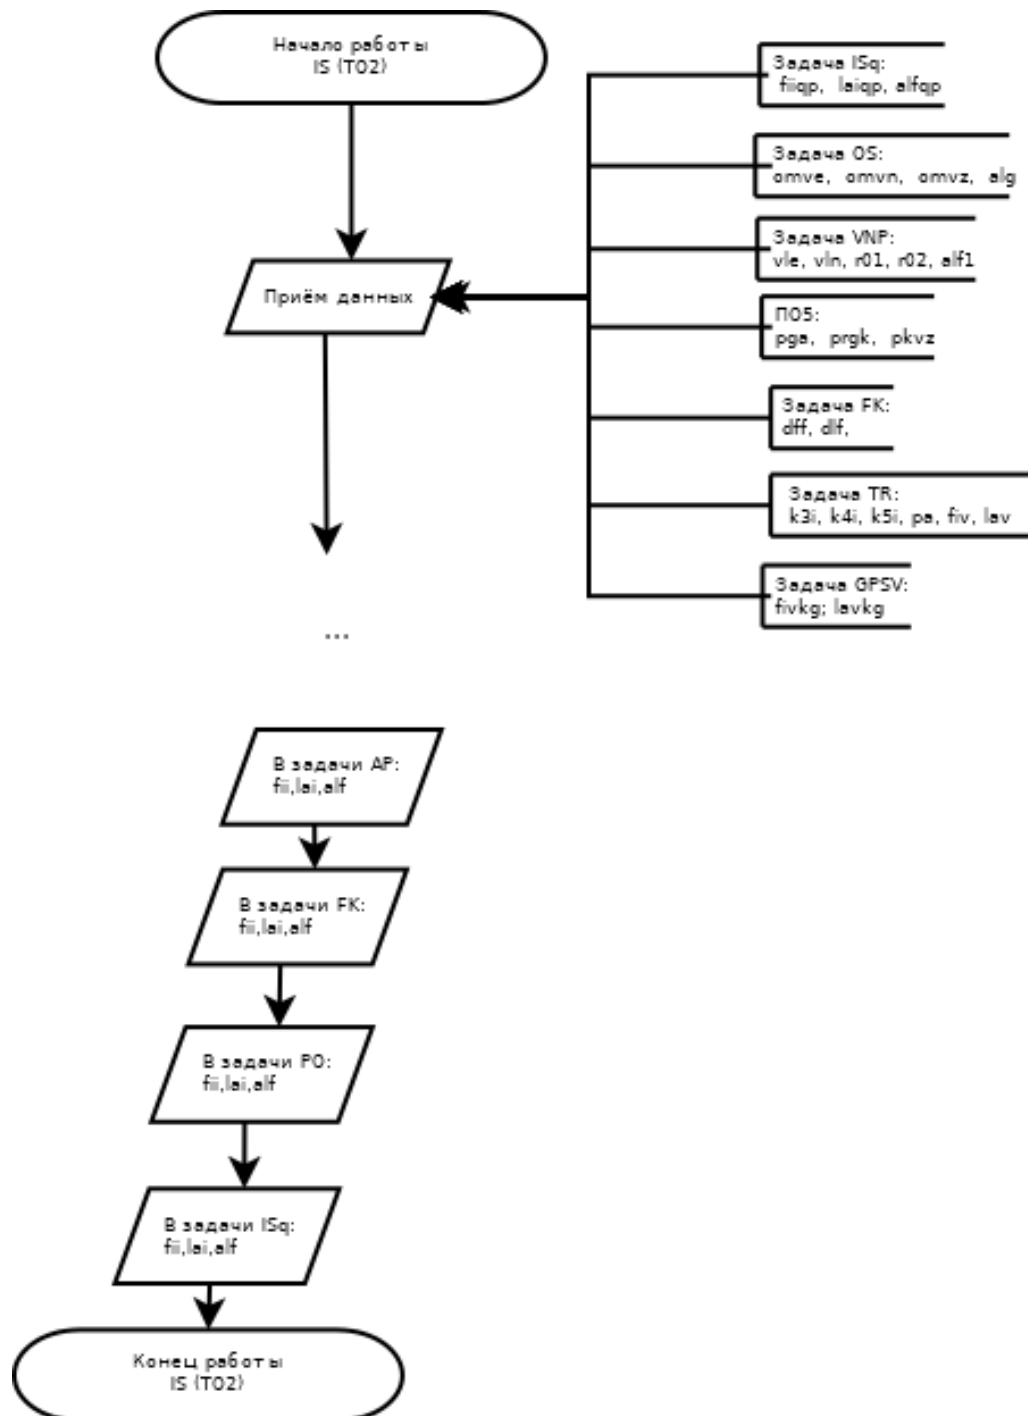 Начало работы
IS (T02)
Задача ISq:
fiiqp, laiqp, alfqp
Задача OS:
omve, omvn, omvz, alg
Задача VNP:
vle, vln, r01, r02, alf1
Приём данных
ПО5:
pga, prgk, pkvz
Задача FK:
dff, dlf,
Задача TR:
k3i, k4i, k5i, pa, fiv, lav
Задача GPSV:
fivkg; lavkg
...
В задачи AP:
fii,lai,alf
В задачи FK:
fii,lai,alf
В задачи PO:
fii,lai,alf
В задачи ISq:
fii,lai,alf
Конец работы
IS (T02)